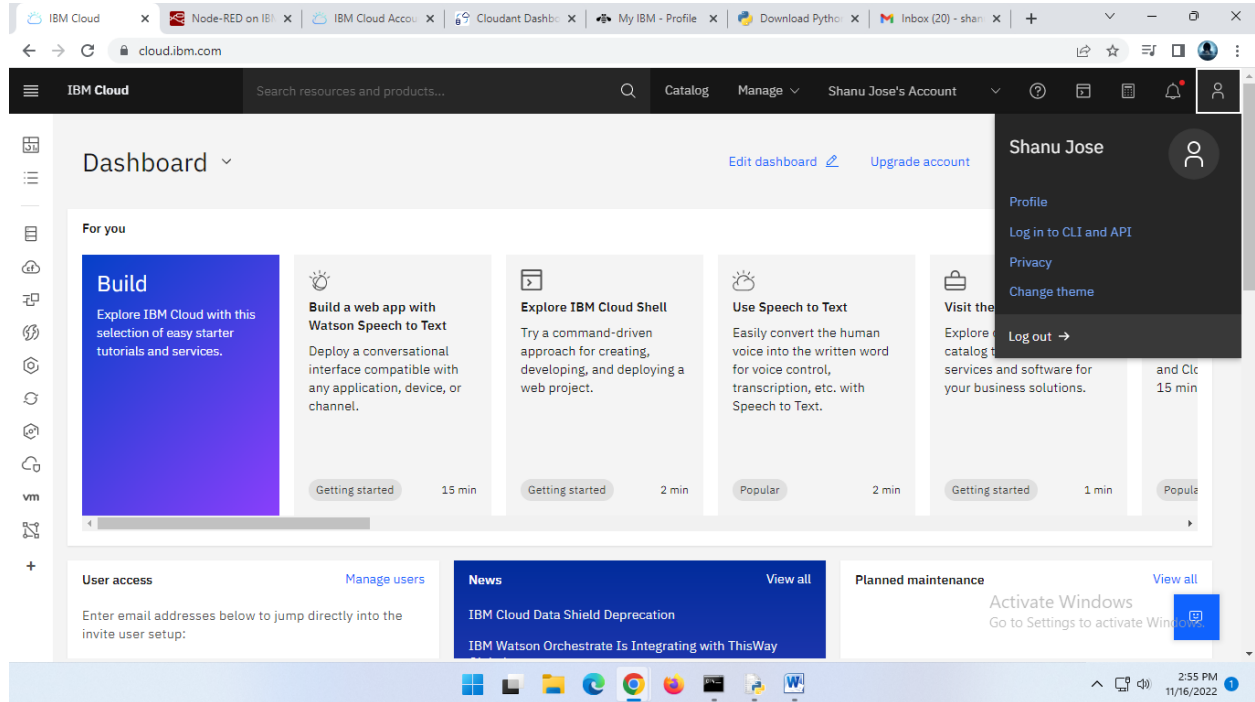 IBM Cloud
Node-RED on IBM
IBM Cloud Accou
Cloudant Dashbo
My IBM - Profile
Download Pytho
Inbox (20) - shan
cloud.ibm.com
IBM Cloud
Search resources and products...
Catalog
Manage
Shanu Jose's Account
Dashboard
Edit dashboard
Upgrade account
Shanu Jose
Profile
Log in to CLI and API
Privacy
Change theme
Log out →
For you
Build
Explore IBM Cloud with this
selection of easy starter
tutorials and services.
Build a web app with
Watson Speech to Text
Deploy a conversational
interface compatible with
any application, device, or
channel.
Getting started
15 min
Explore IBM Cloud Shell
Try a command-driven
approach for creating,
developing, and deploying a
web project.
Getting started
2 min
Use Speech to Text
Easily convert the human
voice into the written word
for voice control,
transcription, etc. with
Speech to Text.
Popular
2 min
Visit the
Explore
catalog
services and software for
your business solutions.
Getting started
1 min
and Clo
15 min
Popula
vm
User access
Manage users
Enter email addresses below to jump directly into the
invite user setup:
News
View all
IBM Cloud Data Shield Deprecation
IBM Watson Orchestrate Is Integrating with ThisWay
Planned maintenance
View all
Activate Windows
Go to Settings to activate Windows.
2:55 PM
11/16/2022
1